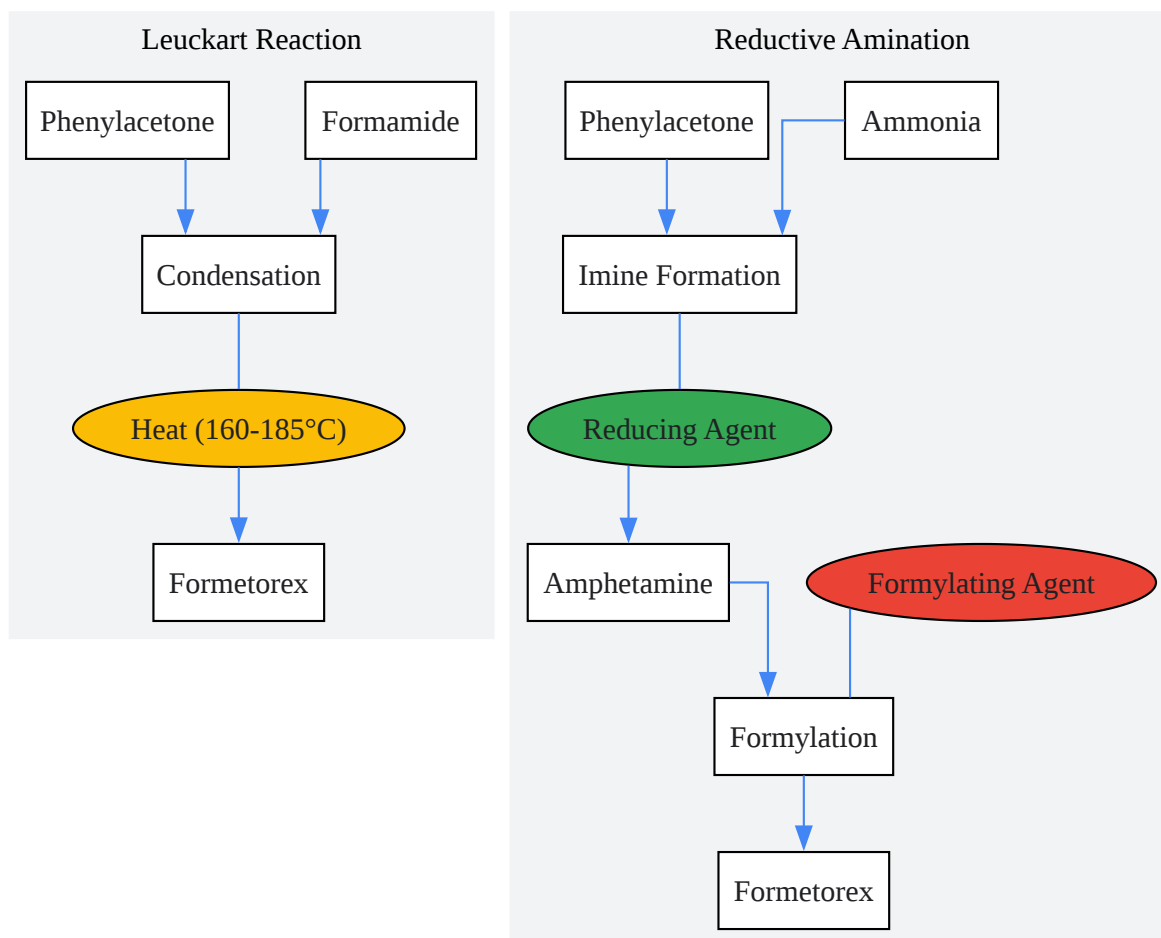 Leuckart Reaction
Phenylacetone
Formamide
Condensation
Heat (160-185°C)
Formetorex
Reductive Amination
Phenylacetone
Ammonia
Imine Formation
Reducing Agent
Amphetamine
Formylating Agent
Formylation
Formetorex